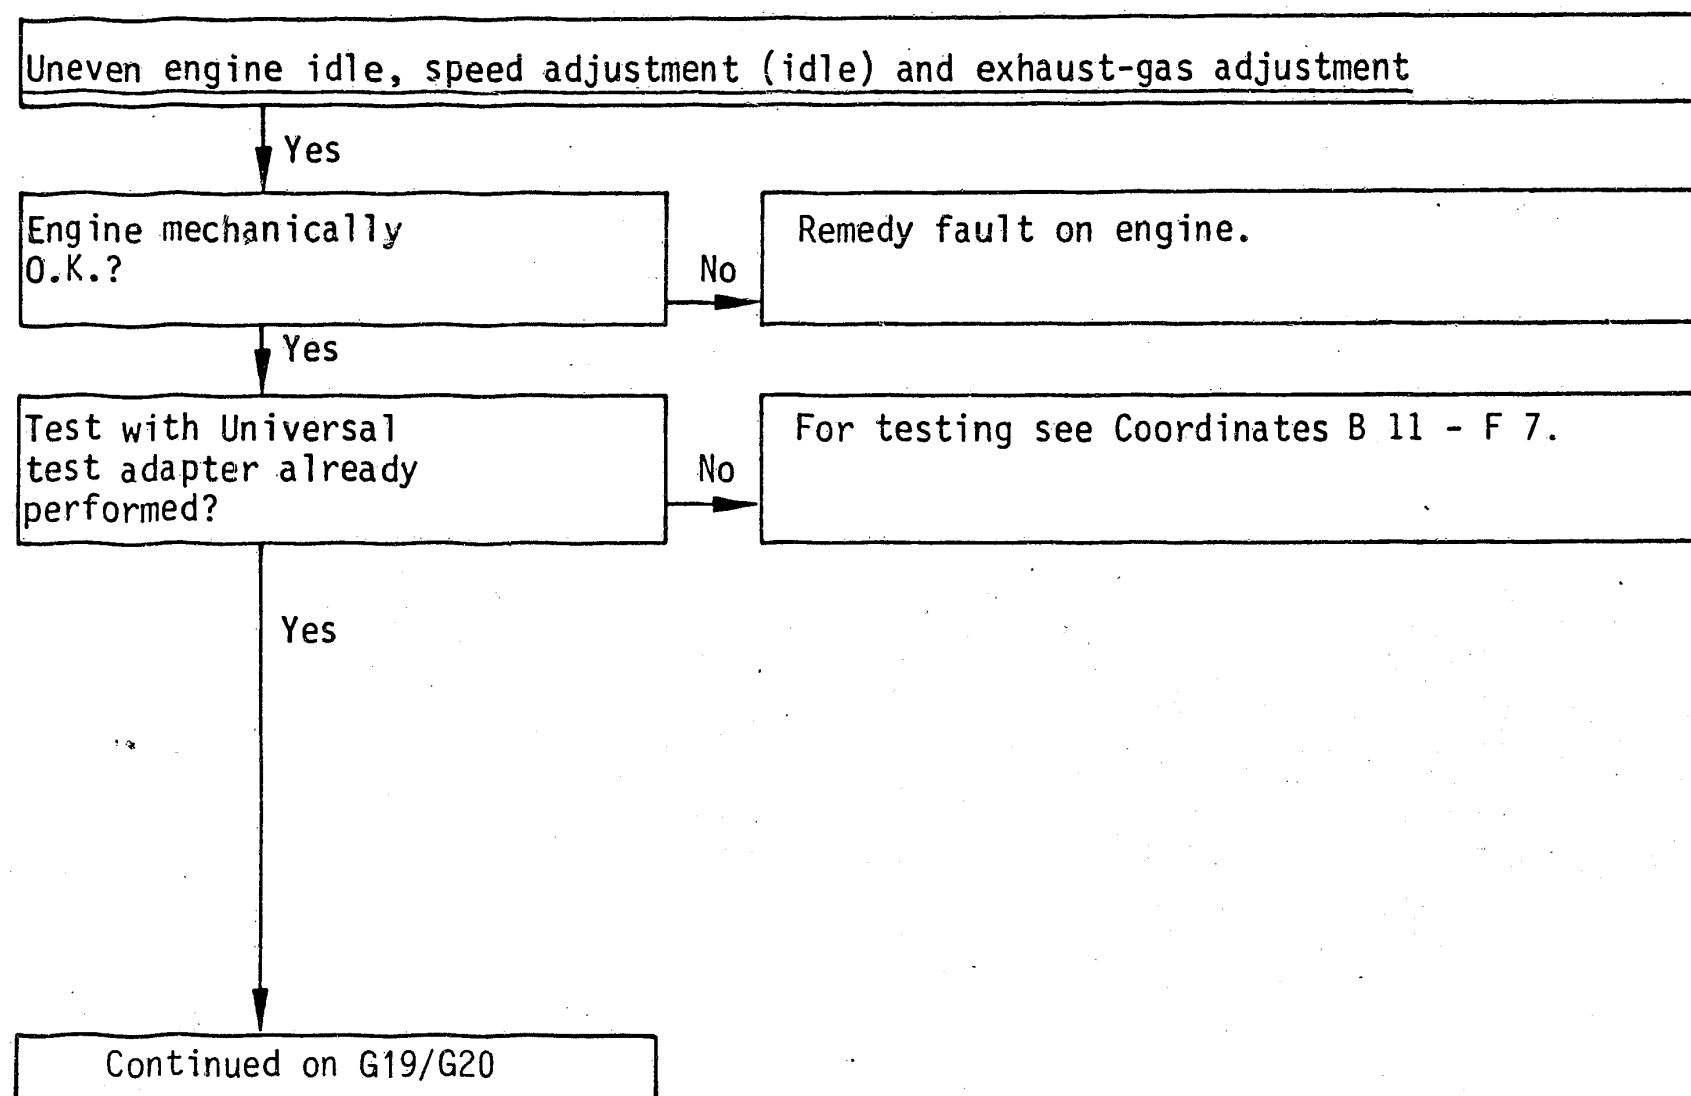 Uneven engine idle, speed adjustment (idle) and exhaust-gas adjustment
Yes
Engine mechanically
O.K.?
No
Remedy fault on engine.
Yes
Test with Universal
test adapter already
performed?
No
For testing see Coordinates B 11 - F 7.
Yes
Continued on G19/G20